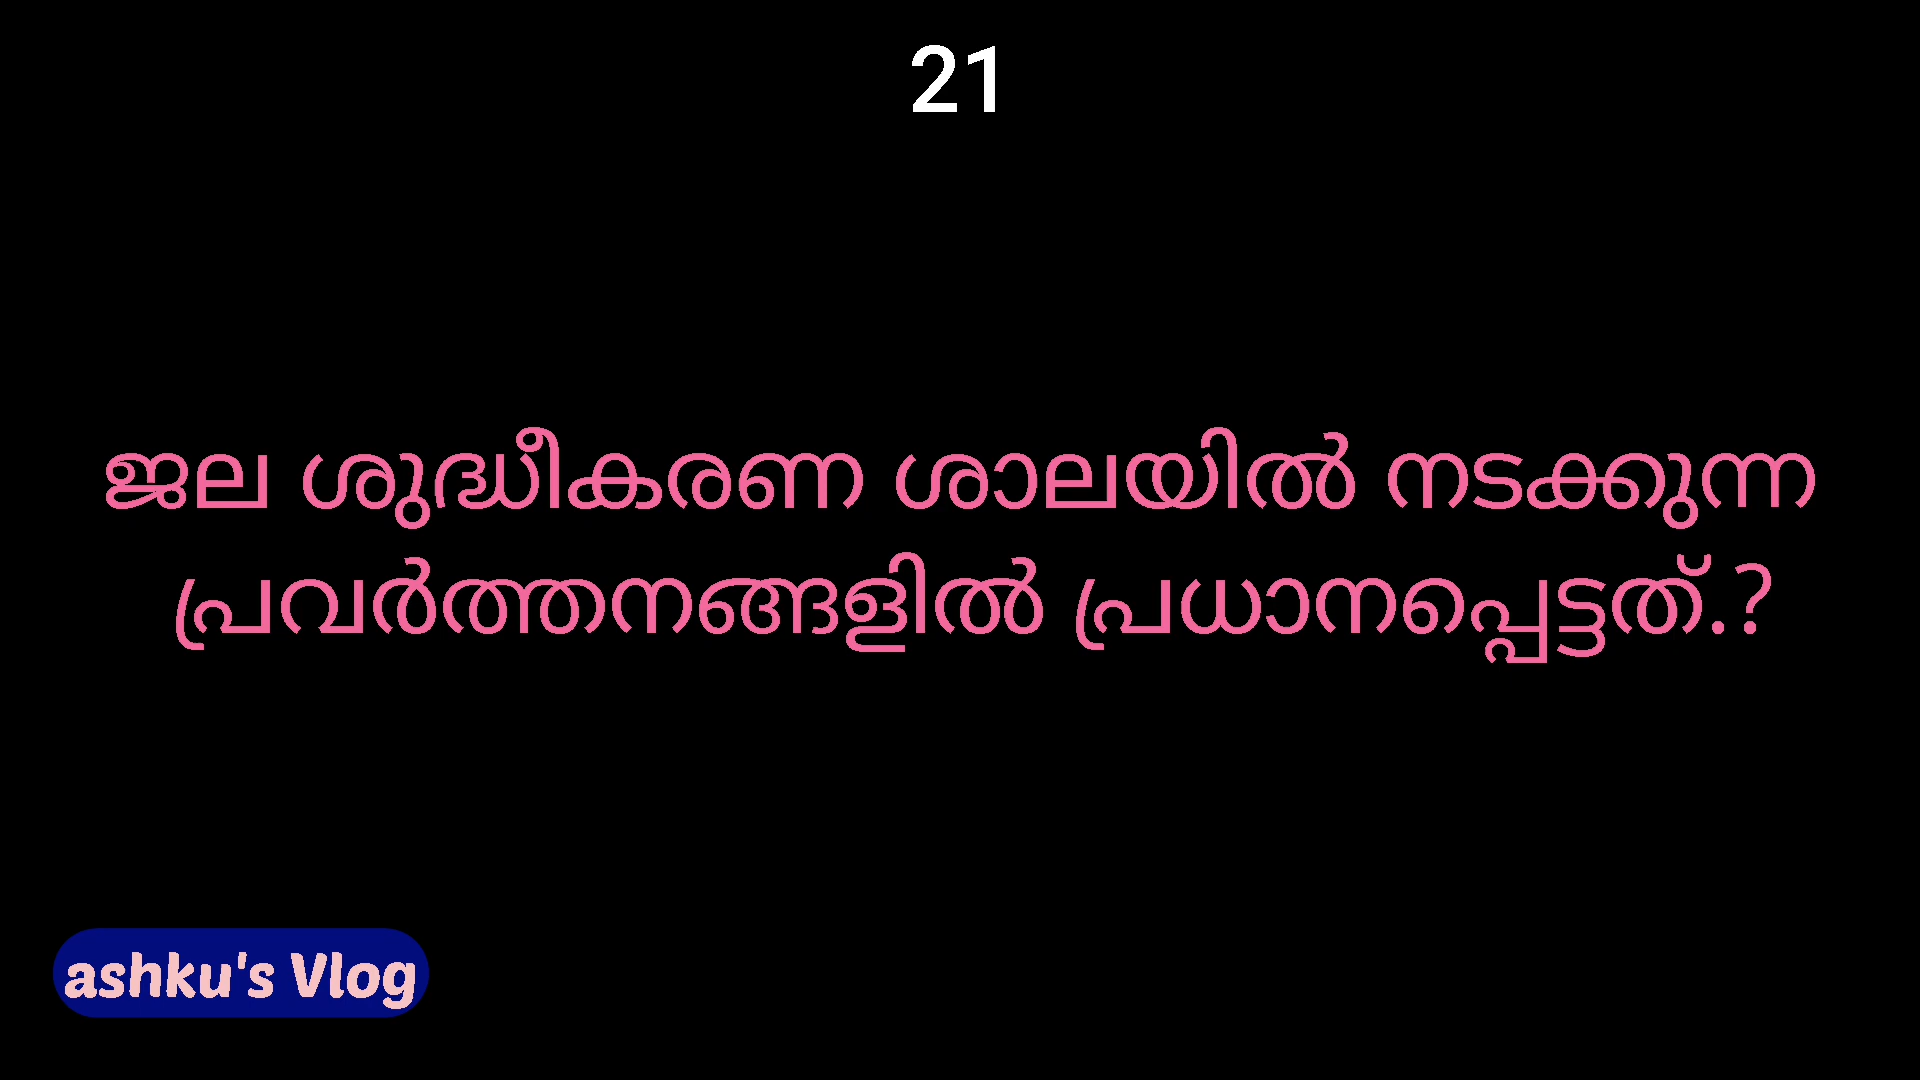 21
ജല ശുദ്ധീകരണ ശാലയിൽ നടക്കുന്ന
പ്രവർത്തനങ്ങളിൽ പ്രധാനപ്പെട്ടത്.?
ashku's Vlog